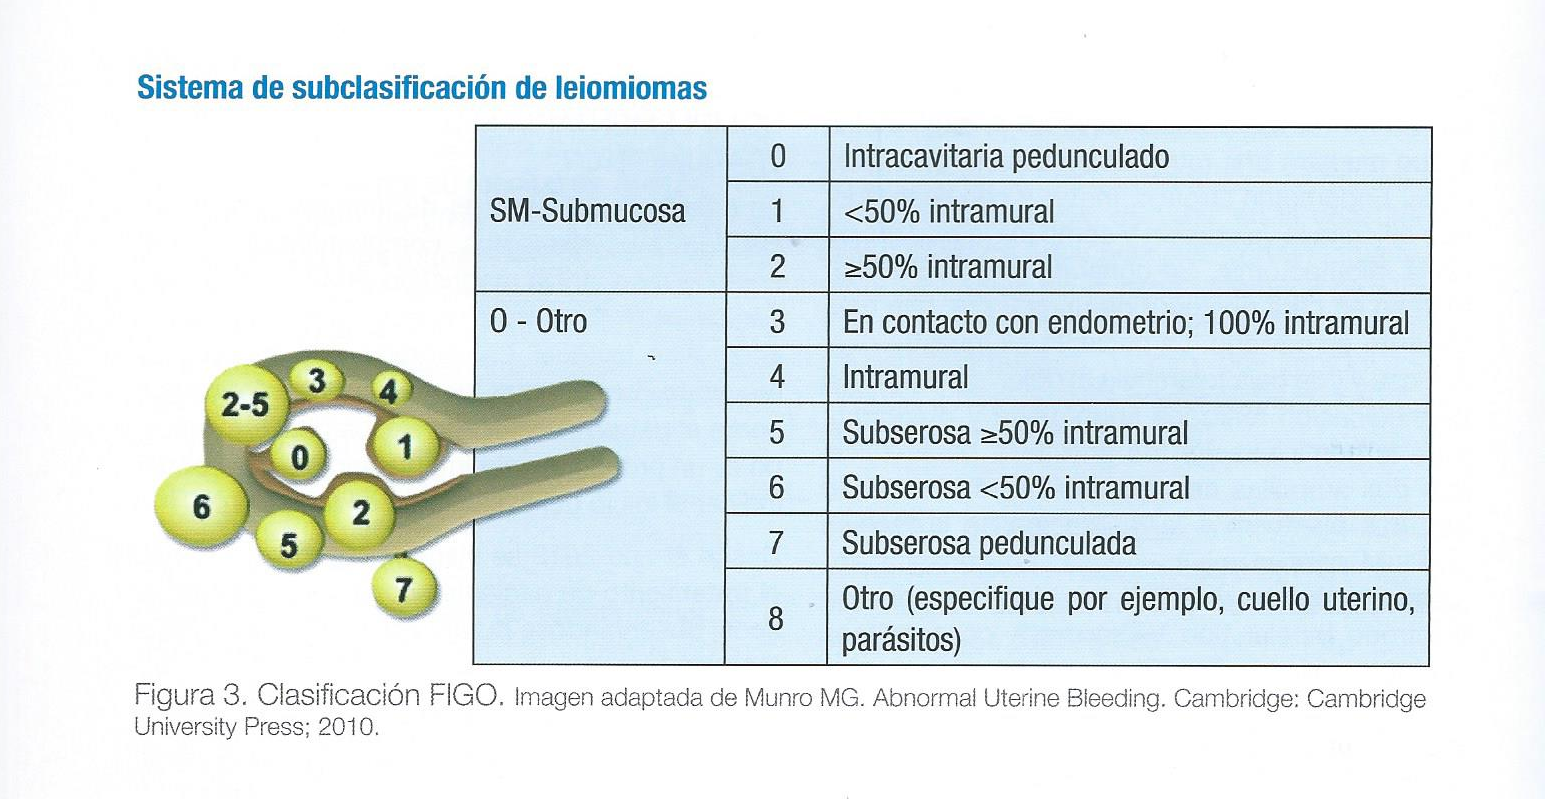 Sistema de subclasificación de leiomiomas
SM-Submucosa
0 Intracavitaria pedunculado
1 <50% intramural
2 ≥50% intramural
O - Otro
3 En contacto con endometrio; 100% intramural
4 Intramural
5 Subserosa ≥50% intramural
6 Subserosa <50% intramural
7 Subserosa pedunculada
8 Otro (especifique por ejemplo, cuello uterino,
parásitos)
2-5
3
4
0
1
6
5
2
7
Figura 3. Clasificación FIGO. Imagen adaptada de Munro MG. Abnormal Uterine Bleeding. Cambridge: Cambridge
University Press; 2010.